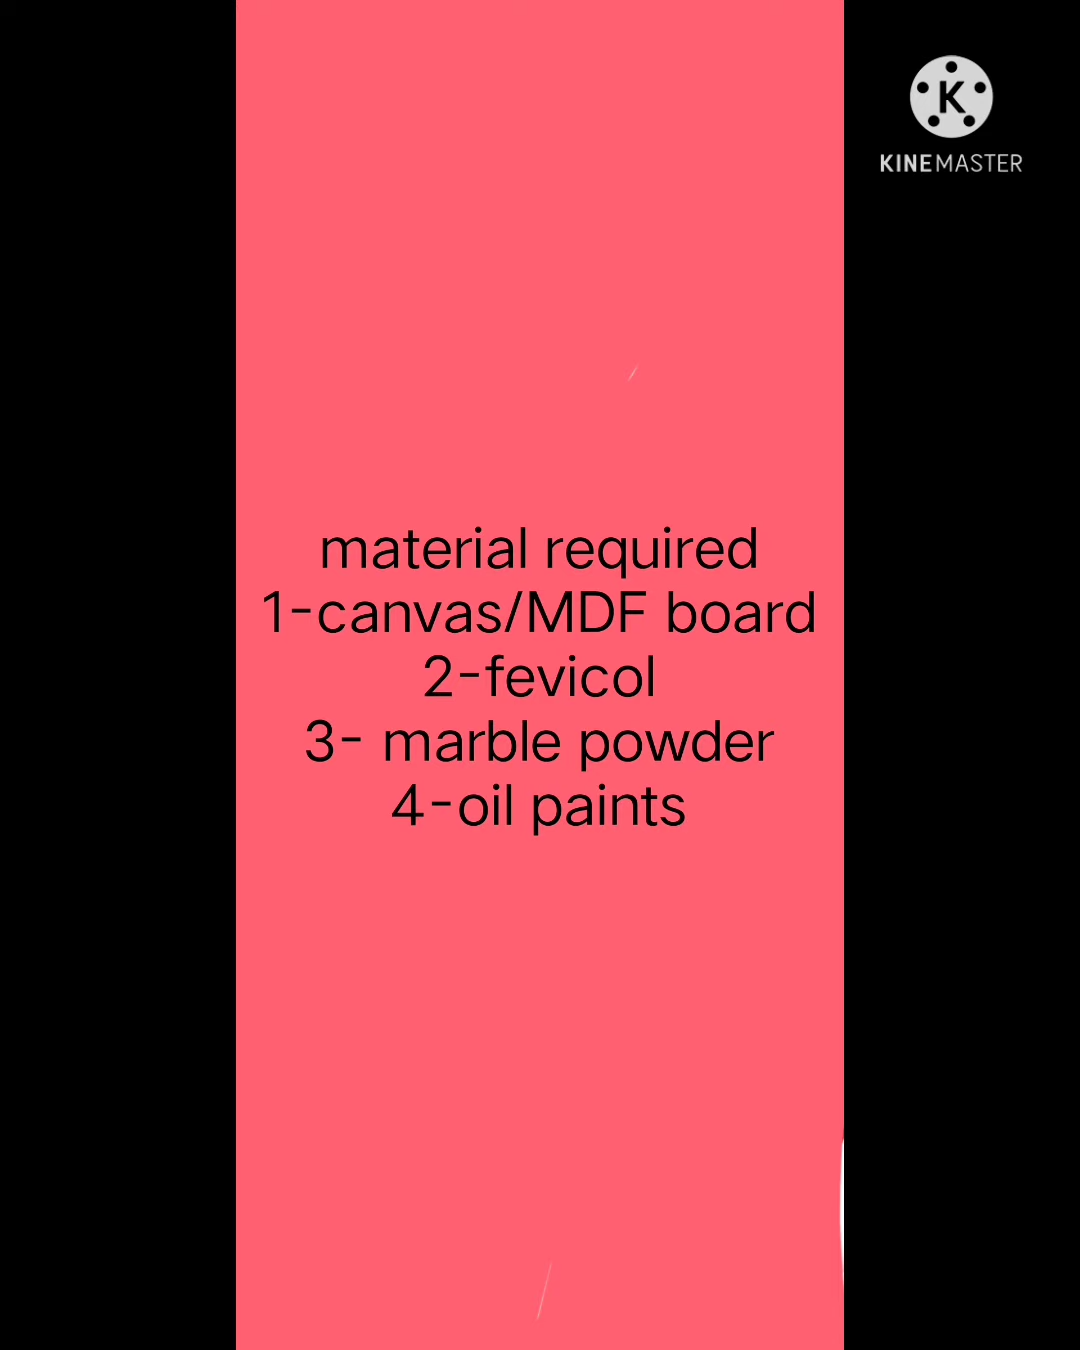 KINEMASTER
material required
1-canvas/MDF board
2-fevicol
3- marble powder
4-oil paints